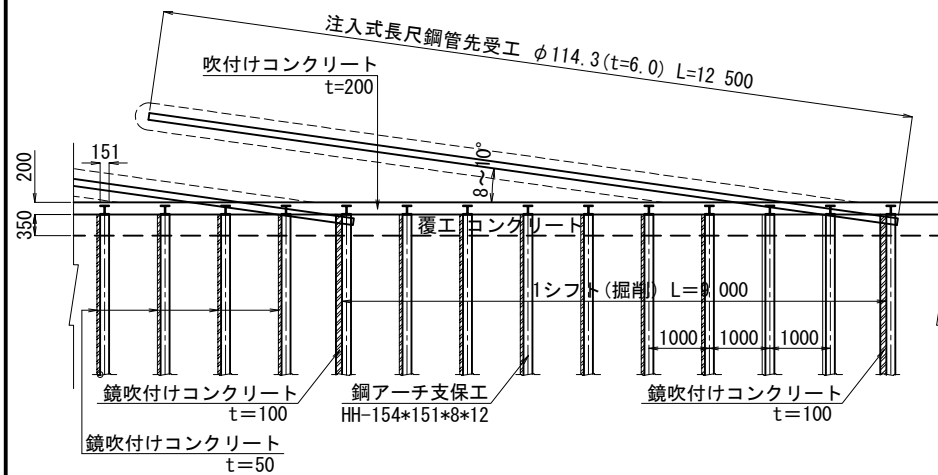 注入式長尺鋼管先受工 φ114.3(t=6.0) L=12 500
吹付けコンクリート
t=200
200
151
8～10°
350
覆工コンクリート
1シフト(掘削) L=9 000
1000
1000
1000
鏡吹付けコンクリート
t=100
鋼アーチ支保工
HH-154*151*8*12
鏡吹付けコンクリート
t=100
鏡吹付けコンクリート
t=50